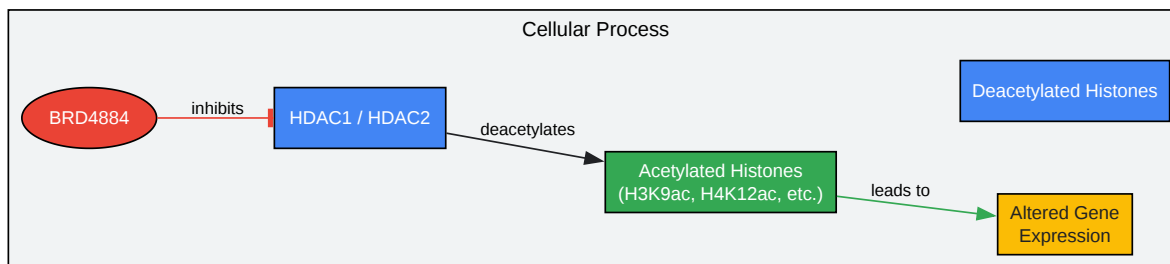 Cellular Process
BRD4884
inhibits
HDAC1 / HDAC2
deacetylates
Acetylated Histones
(H3K9ac, H4K12ac, etc.)
leads to
Altered Gene
Expression
Deacetylated Histones